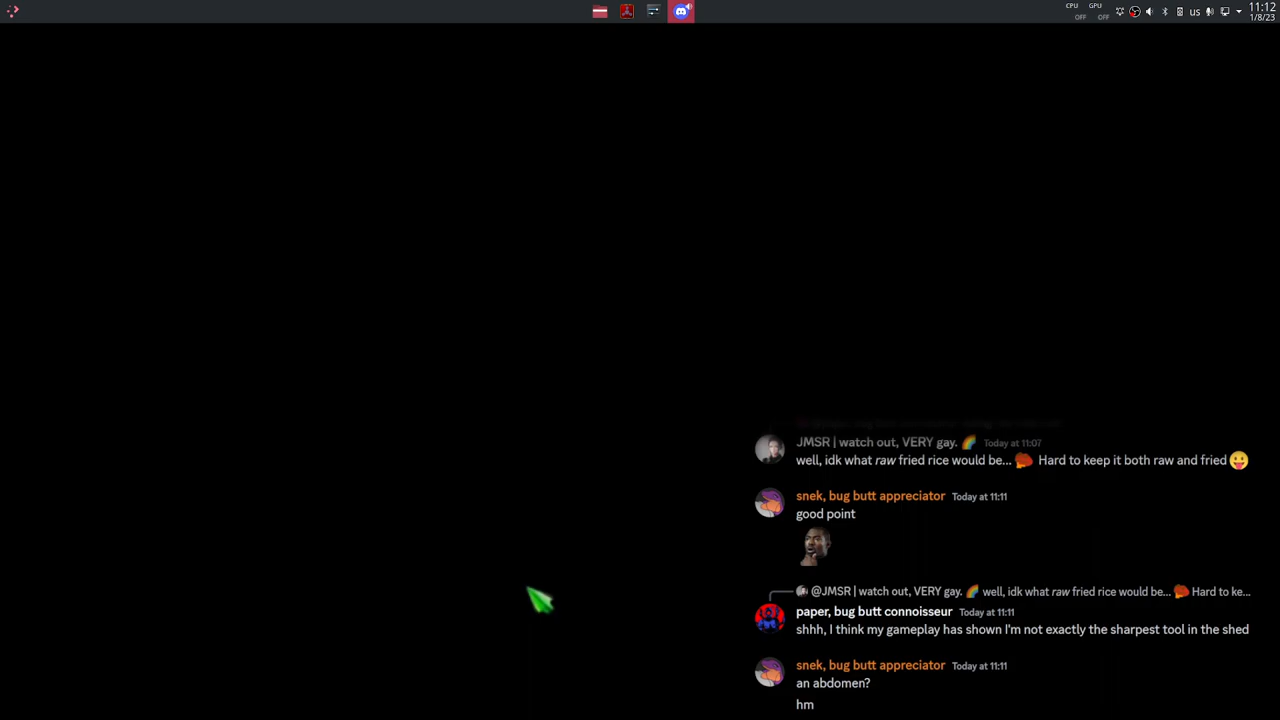 CPU GPU
OFF OFF
us
11:12
1/8/23
JMSR | watch out, VERY gay. 🌈 Today at 11:07
well, idk what raw fried rice would be... Hard to keep it both raw and fried 😛
snek, bug butt appreciator Today at 11:11
good point
@JMSR | watch out, VERY gay. 🌈 well, idk what raw fried rice would be... Hard to ke...
paper, bug butt connoisseur Today at 11:11
shhh, I think my gameplay has shown I'm not exactly the sharpest tool in the shed
snek, bug butt appreciator Today at 11:11
an abdomen?
hm